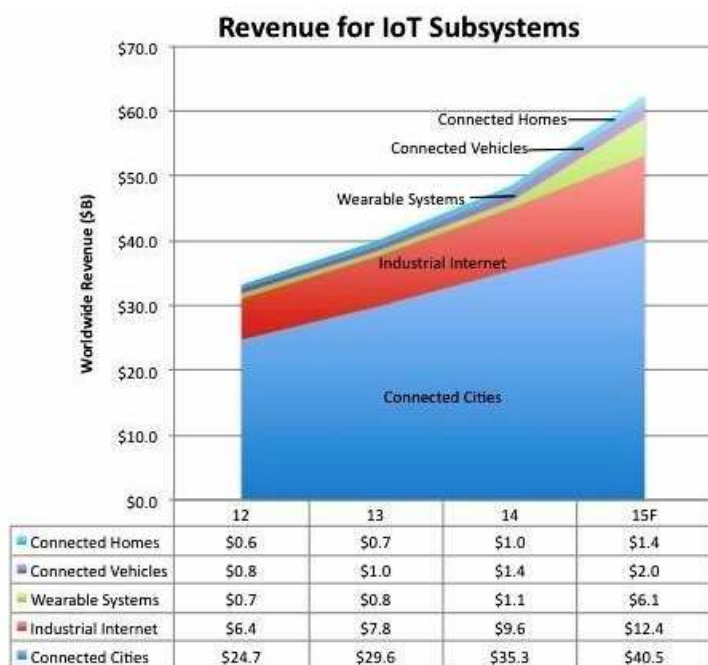 Revenue for IoT Subsystems
$70.0
$60.0
$50.0
$40.0
$30.0
$20.0
$10.0
$0.0
Worldwide Revenue ($B)
Connected Homes
Connected Vehicles
Wearable Systems
Industrial Internet
Connected Cities
12 13 14 15F
Connected Homes $0.6 $0.7 $1.0 $1.4
Connected Vehicles $0.8 $1.0 $1.4 $2.0
Wearable Systems $0.7 $0.8 $1.1 $6.1
Industrial Internet $6.4 $7.8 $9.6 $12.4
Connected Cities $24.7 $29.6 $35.3 $40.5